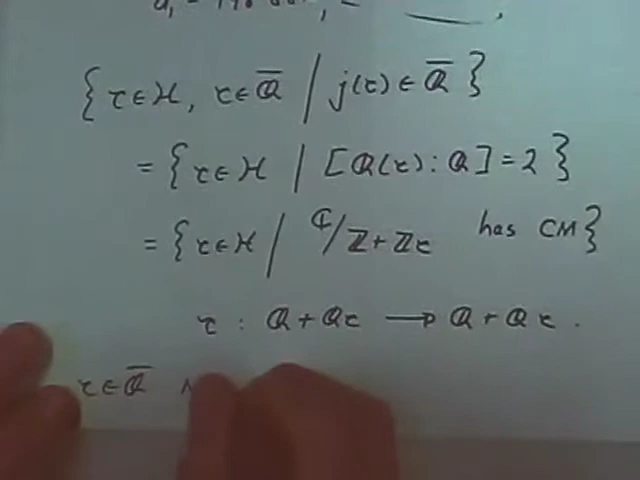 { τ ∈ ℋ, τ ∈ ℚ̅ / j(τ) ∈ ℚ̅ }
= { τ ∈ ℋ | [ℚ(τ) : ℚ] = 2 }
= { τ ∈ ℋ / ℂ/ℤ + ℤτ has CM }
τ : ℚ + ℚτ → ℚ + ℚτ .
τ ∈ ℚ̅